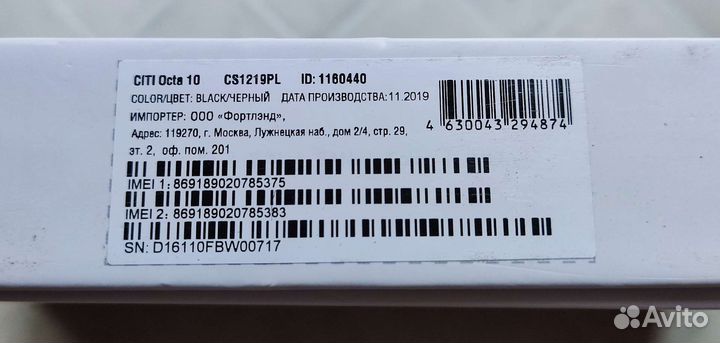 CITI Octa 10 CS1219PL ID: 1160440
COLOR/ЦВЕТ: BLACK/ЧЕРНЫЙ ДАТА ПРОИЗВОДСТВА:11.2019
ИМПОРТЕР: ООО «Фортлэнд»,
Адрес: 119270, г. Москва, Лужнецкая наб., дом 2/4, стр. 29,
эт. 2, оф. пом. 201
4 630043 294874
IMEI 1: 869189020785375
IMEI 2: 869189020785383
SN: D16110FBW00717
Avito